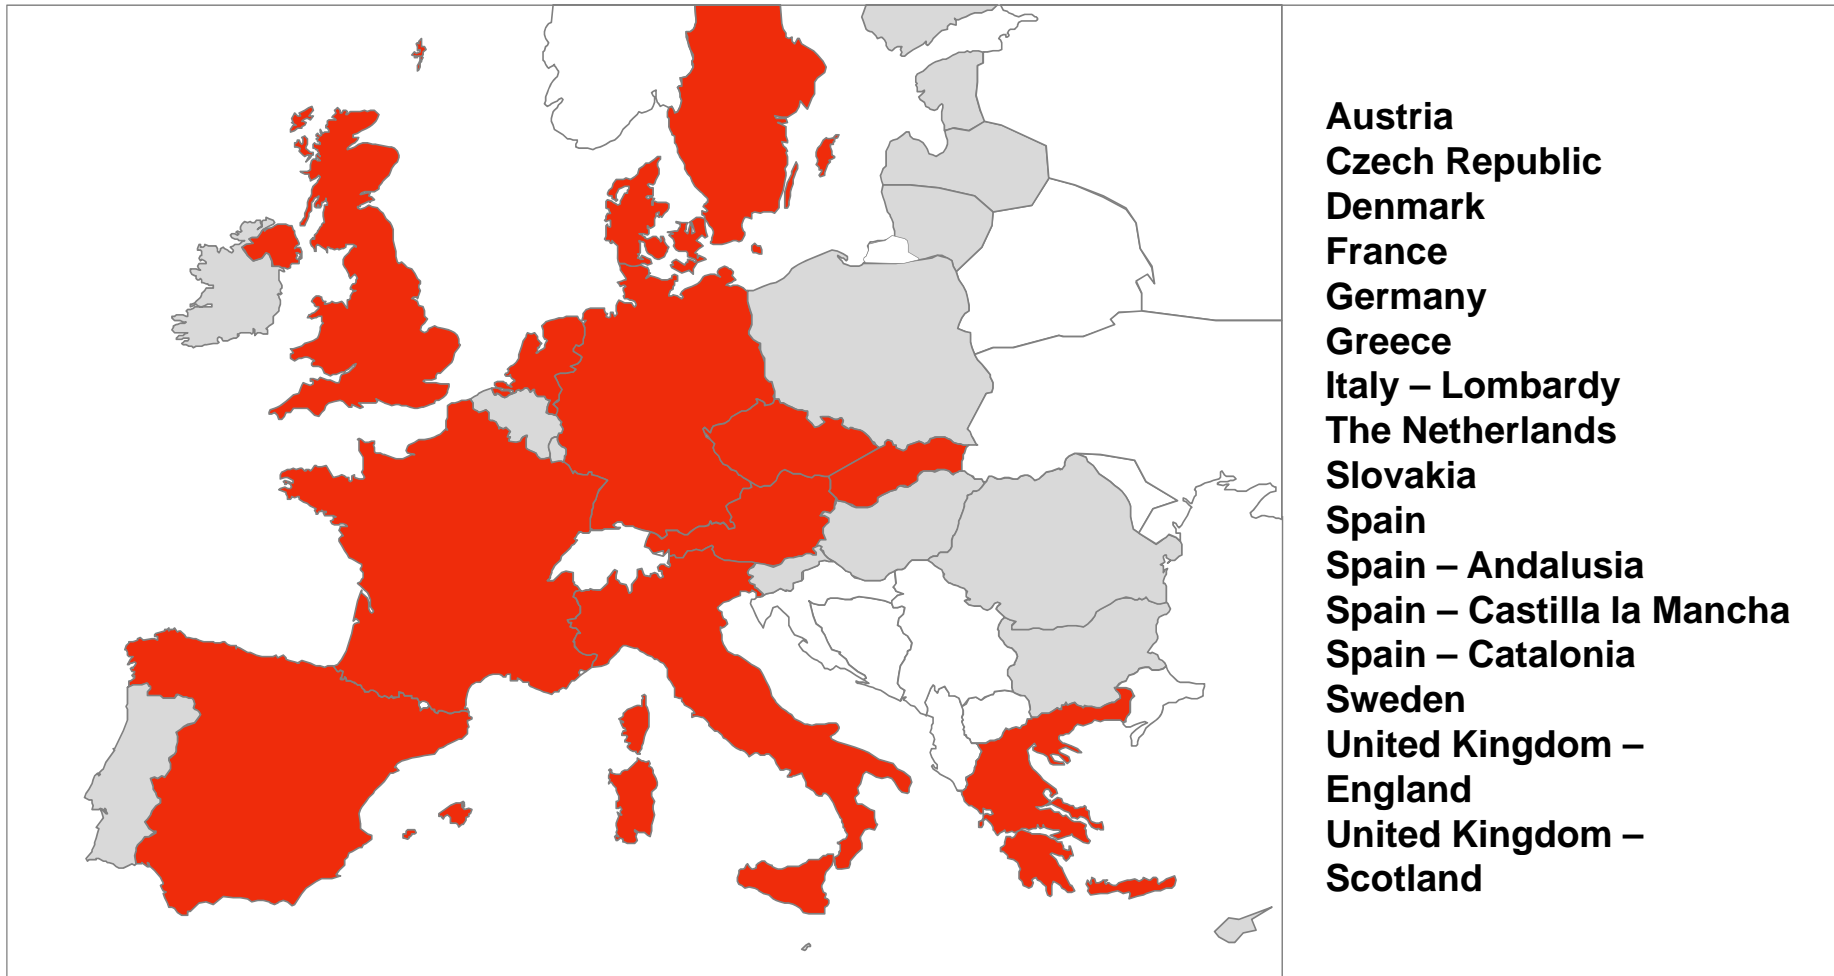 Austria
Czech Republic
Denmark
France
Germany
Greece
Italy – Lombardy
The Netherlands
Slovakia
Spain
Spain – Andalusia
Spain – Castilla la Mancha
Spain – Catalonia
Sweden
United Kingdom –
England
United Kingdom –
Scotland